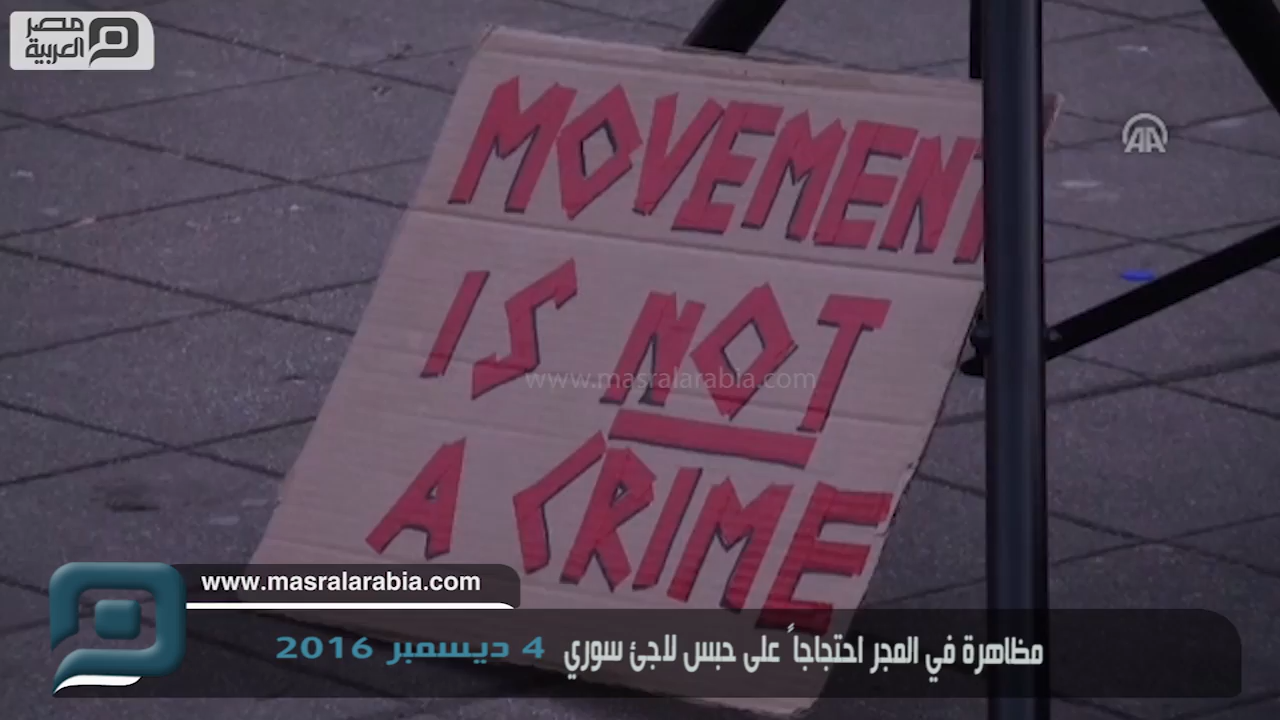 مصر
العربية
AA
MOVEMENT
IS NOT
A CRIME
www.masralarabia.com
www.masralarabia.com
مظاهرة في المجر احتجاجاً على حبس لاجئ سوري 4 ديسمبر 2016